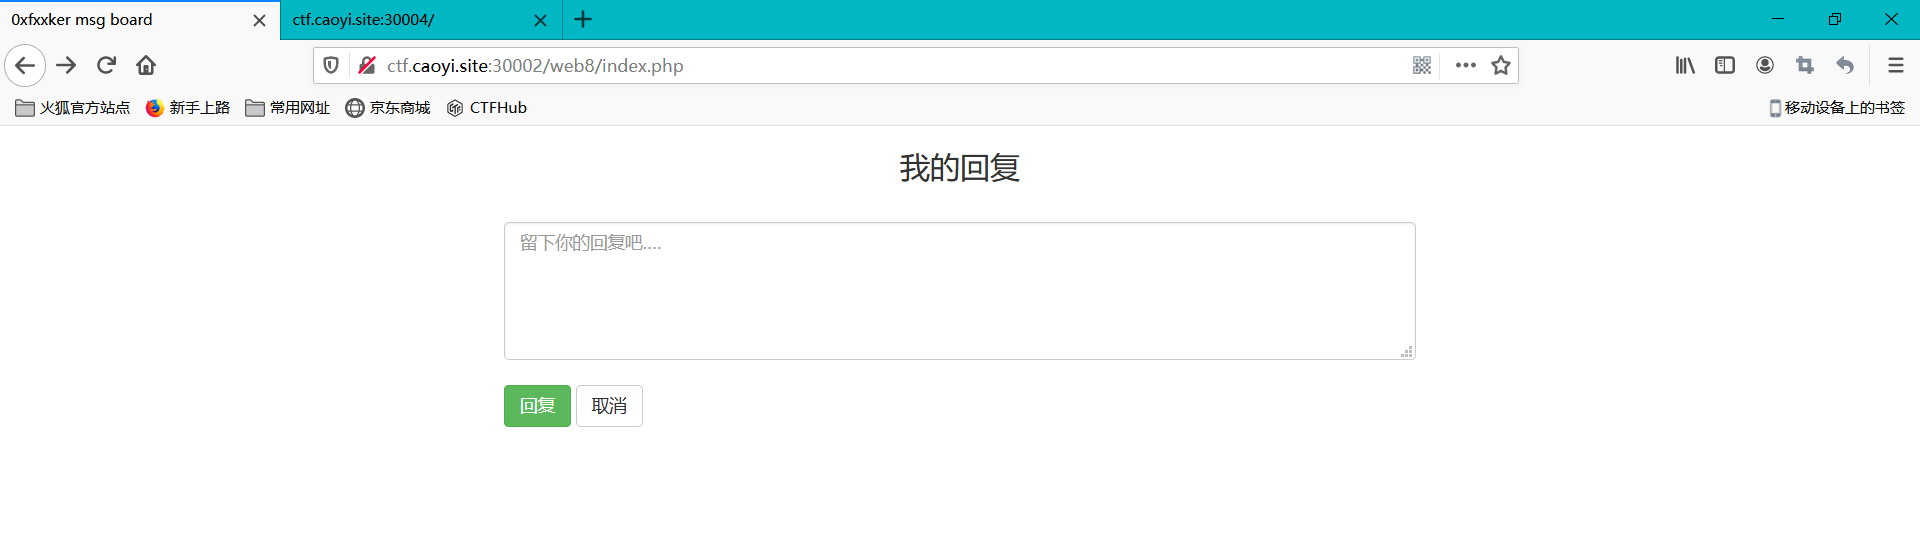 0xfxxker msg board
ctf.caoyi.site:30004/
ctf.caoyi.site:30002/web8/index.php
火狐官方站点 新手上路 常用网址 京东商城 CTFHub 移动设备上的书签
我的回复
留下你的回复吧....
回复 取消